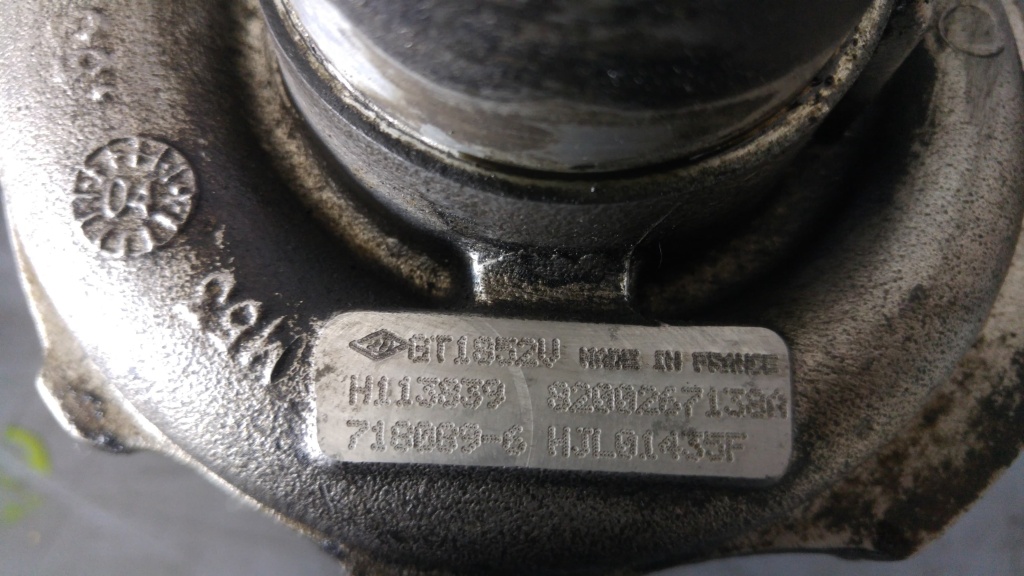 GT1852V MADE IN FRANCE
H113939 8200267138A
718089-6 HJL01435F